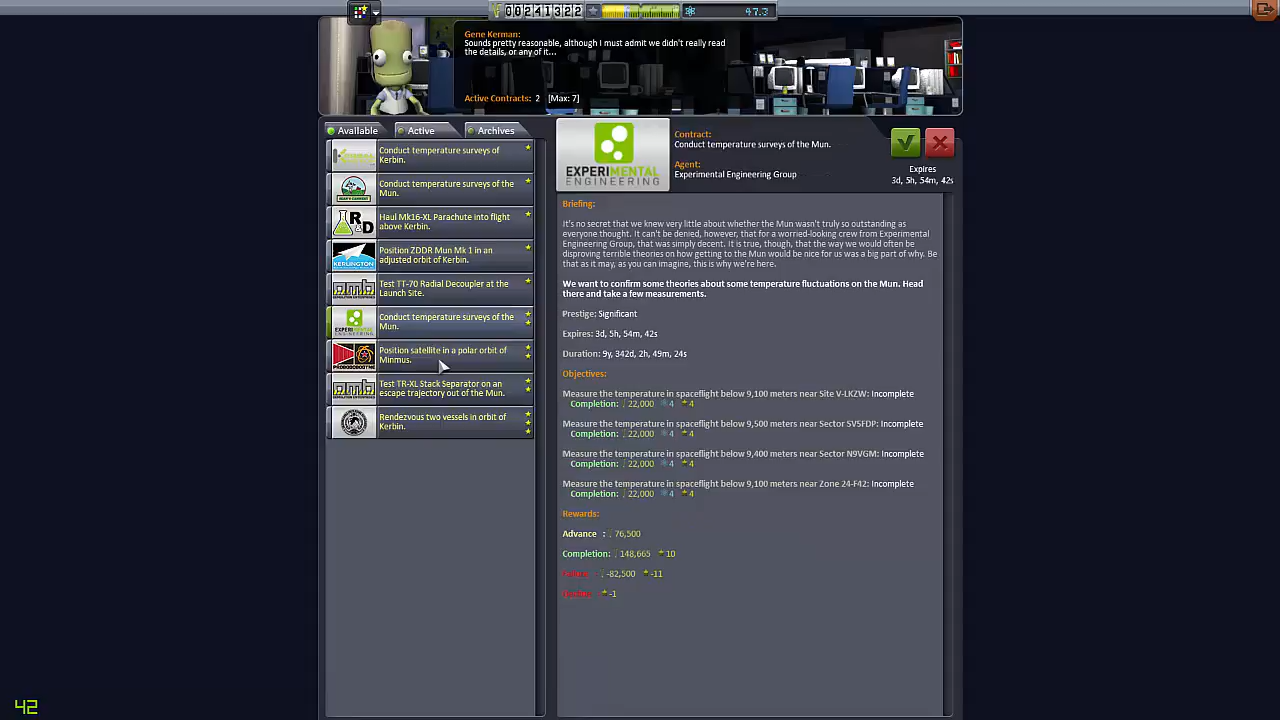 00241322
47.3
Gene Kerman:
Sounds pretty reasonable, although I must admit we didn't really read
the details, or any of it...
Active Contracts: 2 [Max: 7]
Available
Active
Archives
Conduct temperature surveys of
Kerbin.
Conduct temperature surveys of the
Mun.
Haul Mk16-XL Parachute into flight
above Kerbin.
Position ZDDR Mun Mk 1 in an
adjusted orbit of Kerbin.
Test TT-70 Radial Decoupler at the
Launch Site.
Conduct temperature surveys of the
Mun.
Position satellite in a polar orbit of
Minmus.
Test TR-XL Stack Separator on an
escape trajectory out of the Mun.
Rendezvous two vessels in orbit of
Kerbin.
R D
KERLINGTON
EXPERIMENTAL
ENGINEERING
Contract:
Conduct temperature surveys of the Mun.
Agent:
Experimental Engineering Group
Expires
3d, 5h, 54m, 42s
Briefing:
It's no secret that we knew very little about whether the Mun wasn't truly so outstanding as
everyone thought. It can't be denied, however, that for a worried-looking crew from Experimental
Engineering Group, that was simply decent. It is true, though, that the way we would often be
disproving terrible theories on how getting to the Mun would be nice for us was a big part of why. Be
that as it may, as you can imagine, this is why we're here.
We want to confirm some theories about some temperature fluctuations on the Mun. Head
there and take a few measurements.
Prestige: Significant
Expires: 3d, 5h, 54m, 42s
Duration: 9y, 342d, 2h, 49m, 24s
Objectives:
Measure the temperature in spaceflight below 9,100 meters near Site V-LKZW: Incomplete
Completion: 22,000 4 4
Measure the temperature in spaceflight below 9,500 meters near Sector SV5FDP: Incomplete
Completion: 22,000 4 4
Measure the temperature in spaceflight below 9,400 meters near Sector N9VGM: Incomplete
Completion: 22,000 4 4
Measure the temperature in spaceflight below 9,100 meters near Zone 24-F42: Incomplete
Completion: 22,000 4 4
Rewards:
Advance : 76,500
Completion: 148,665 10
-82,500 -11
-1
42